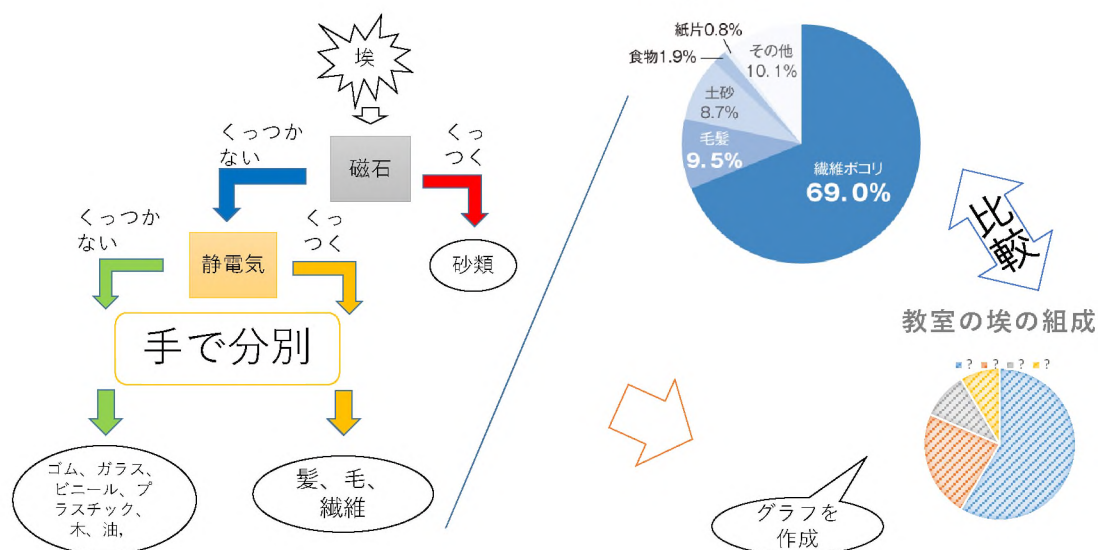 埃
くっつか
ない
磁石
くっ
つく
くっつか
ない
静電気
くっ
つく
砂類
手で分別
ゴム、ガラス、
ビニール、プ
ラスチック、
木、油,
髪、毛、
繊維
紙片0.8%
食物1.9%
その他
10.1%
土砂
8.7%
毛髪
9.5%
繊維ボコリ
69.0%
比較
教室の埃の組成
? ? ? ?
グラフを
作成